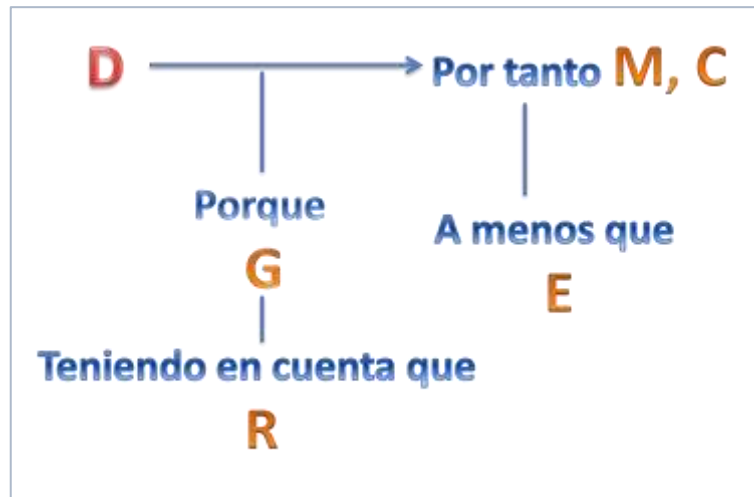 D
Por tanto M, C
Porque
G
A menos que
E
Teniendo en cuenta que
R